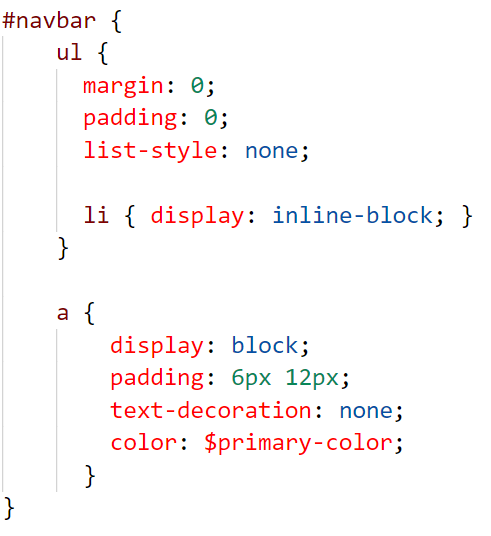 #navbar {
    ul {
      margin: 0;
      padding: 0;
      list-style: none;

      li { display: inline-block; }
    }

    a {
        display: block;
        padding: 6px 12px;
        text-decoration: none;
        color: $primary-color;
      }
}